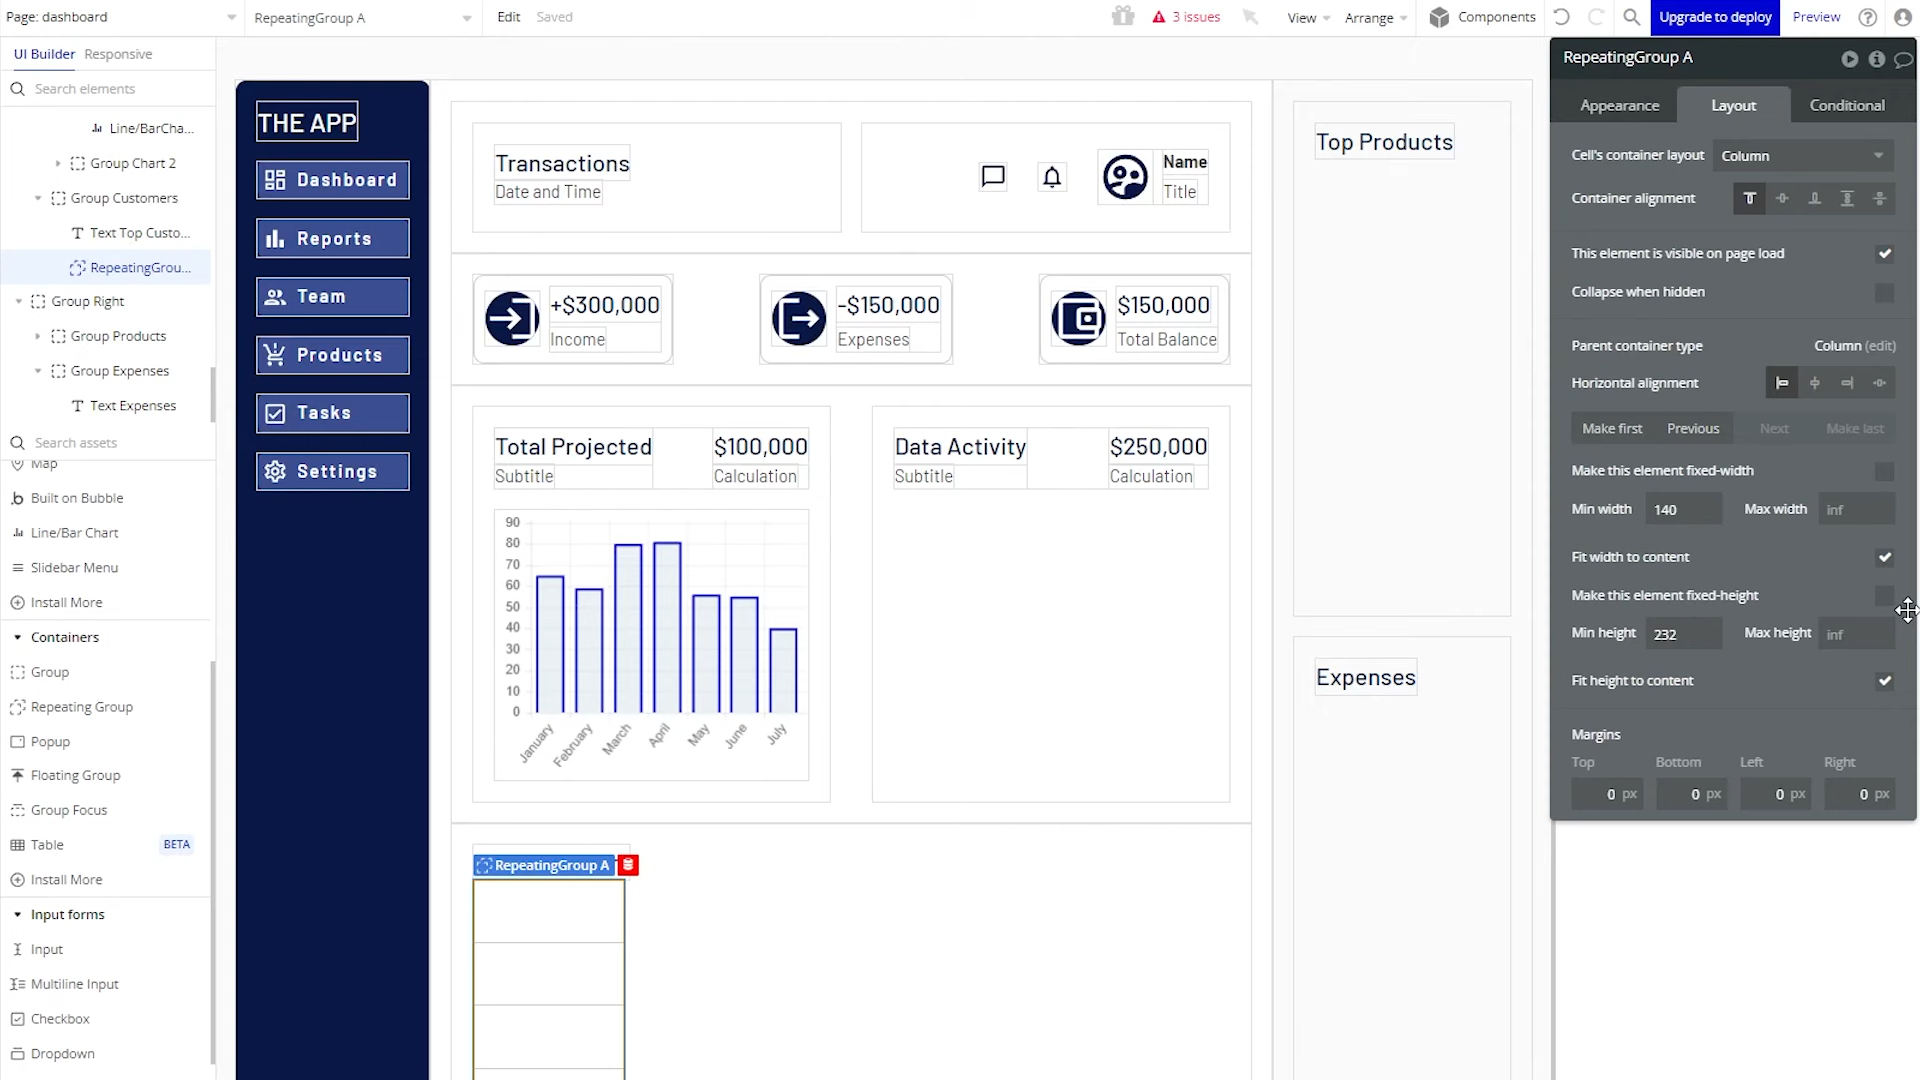 Page: dashboard
RepeatingGroup A
Edit
Saved
3 issues
View
Arrange
Components
Upgrade to deploy
Preview
UI Builder
Responsive
Search elements
Line/BarCha...
Group Chart 2
Group Customers
Text Top Custo...
RepeatingGrou...
Group Right
Group Products
Group Expenses
Text Expenses
Search assets
Map
Built on Bubble
Line/Bar Chart
Slidebar Menu
Install More
Containers
Group
Repeating Group
Popup
Floating Group
Group Focus
Table
BETA
Install More
Input forms
Input
Multiline Input
Checkbox
Dropdown
THE APP
Dashboard
Reports
Team
Products
Tasks
Settings
Transactions
Date and Time
Name
Title
+$300,000
Income
-$150,000
Expenses
$150,000
Total Balance
Total Projected
Subtitle
$100,000
Calculation
90
80
70
60
50
40
30
20
10
0
January
February
March
April
May
June
July
Data Activity
Subtitle
$250,000
Calculation
RepeatingGroup A
Top Products
Expenses
RepeatingGroup A
Appearance
Layout
Conditional
Cell's container layout
Column
Container alignment
This element is visible on page load
Collapse when hidden
Parent container type
Column (edit)
Horizontal alignment
Make first
Previous
Next
Make last
Make this element fixed-width
Min width
140
Max width
inf
Fit width to content
Make this element fixed-height
Min height
232
Max height
inf
Fit height to content
Margins
Top
Bottom
Left
Right
0 px
0 px
0 px
0 px